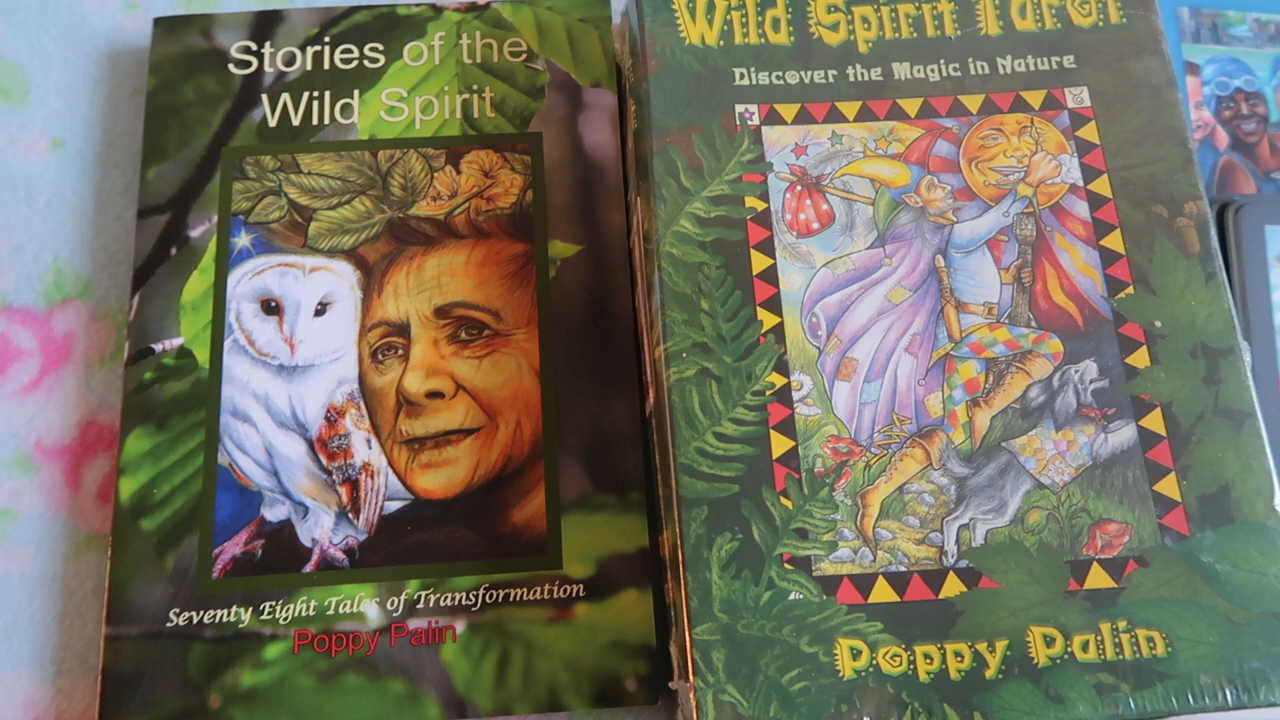 Stories of the
Wild Spirit
Seventy Eight Tales of Transformation
Poppy Palin
Wild Spirit Tarot
Discover the Magic in Nature
Poppy Palin